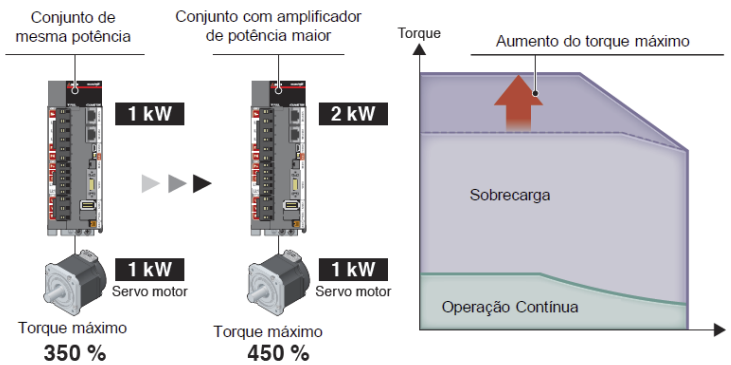 Conjunto de
mesma potência
Conjunto com amplificador
de potência maior
1 kW
2 kW
1 kW
Servo motor
1 kW
Servo motor
Torque máximo
350 %
Torque máximo
450 %
Torque
Aumento do torque máximo
Sobrecarga
Operação Contínua